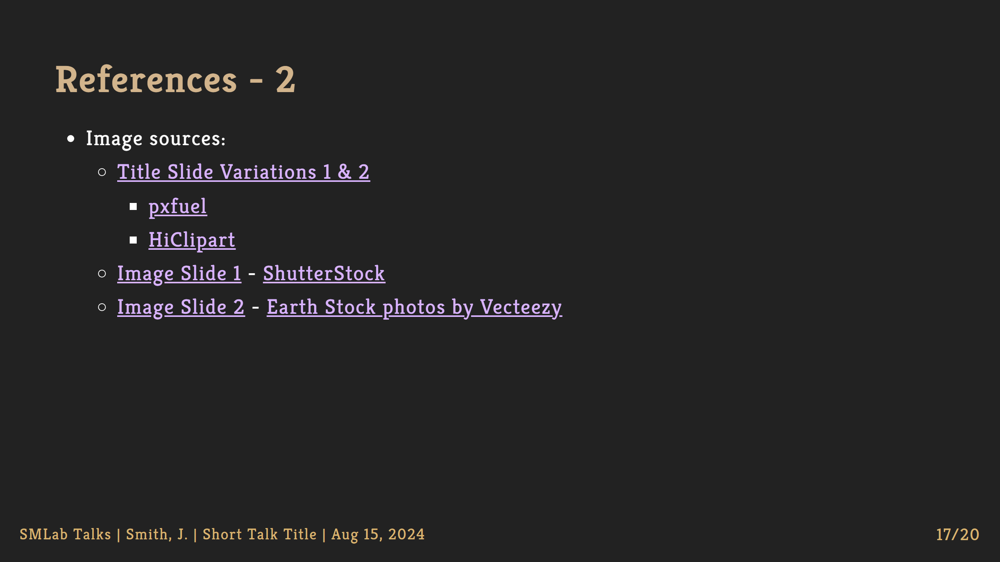 References - 2
Image sources:
Title Slide Variations 1 & 2
pxfuel
HiClipart
Image Slide 1 - ShutterStock
Image Slide 2 - Earth Stock photos by Vecteezy
SMLab Talks | Smith, J. | Short Talk Title | Aug 15, 2024
17/20